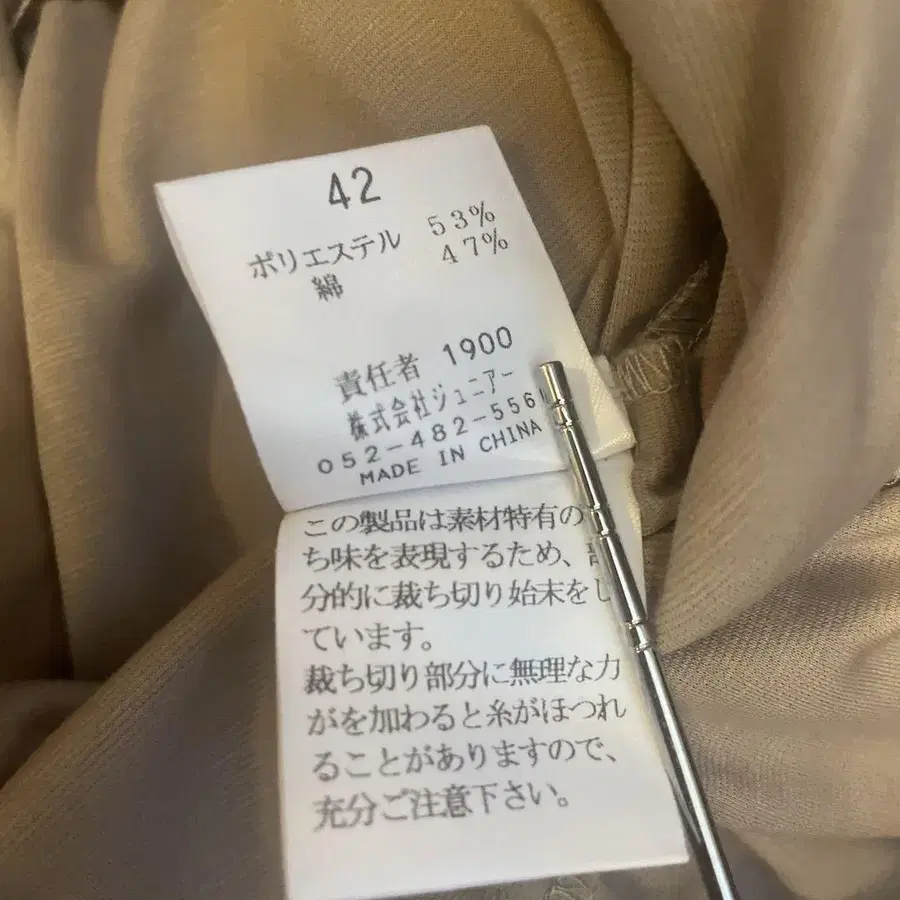 42
ポリエステル 53%
綿 47%
責任者 1900
株式会社ジュニアー
052-482-556
MADE IN CHINA
この製品は素材特有の
ち味を表現するため、
分的に裁ち切り始末をし
ています。
裁ち切り部分に無理な力
がを加わると糸がほつれ
ることがありますので、
充分ご注意下さい。